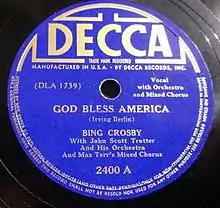 DECCA
TRADE MARK REGISTERED
MANUFACTURED IN U.S.A. BY DECCA RECORDS, INC.
(DLA 1739)
Vocal
with Orchestra
and Mixed Chorus
GOD BLESS AMERICA
(Irving Berlin)
BING CROSBY
With John Scott Trotter
And His Orchestra
And Max Terr's Mixed Chorus
2400 A